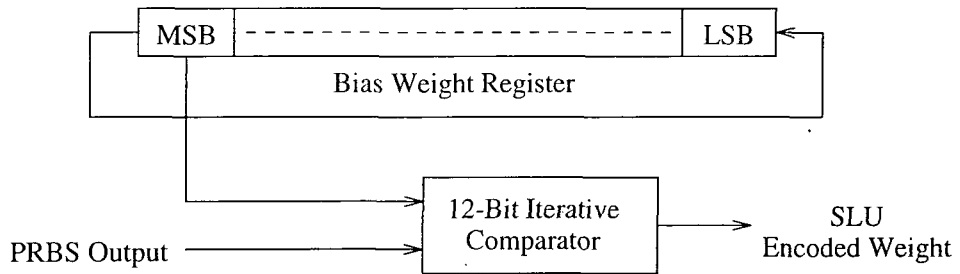 MSB
LSB
Bias Weight Register
12-Bit Iterative
Comparator
SLU
Encoded Weight
PRBS Output